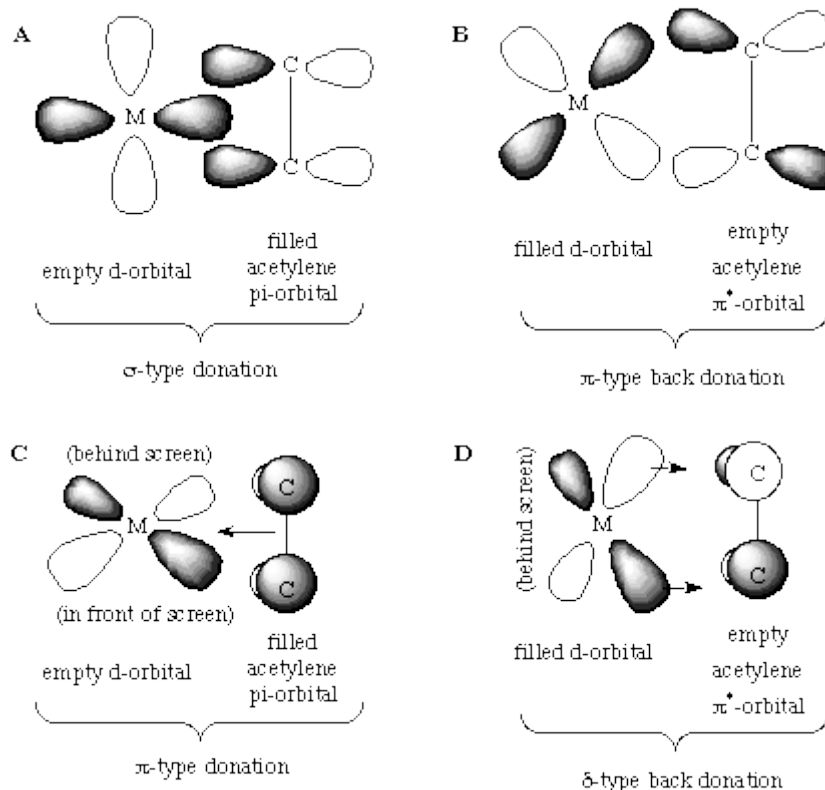 A
M
C
C
empty d-orbital
filled
acetylene
pi-orbital
σ-type donation
B
M
C
C
filled d-orbital
empty
acetylene
π*-orbital
π-type back donation
C
(behind screen)
M
C
C
(in front of screen)
empty d-orbital
filled
acetylene
pi-orbital
π-type donation
D
(behind screen)
M
C
C
filled d-orbital
empty
acetylene
π*-orbital
δ-type back donation